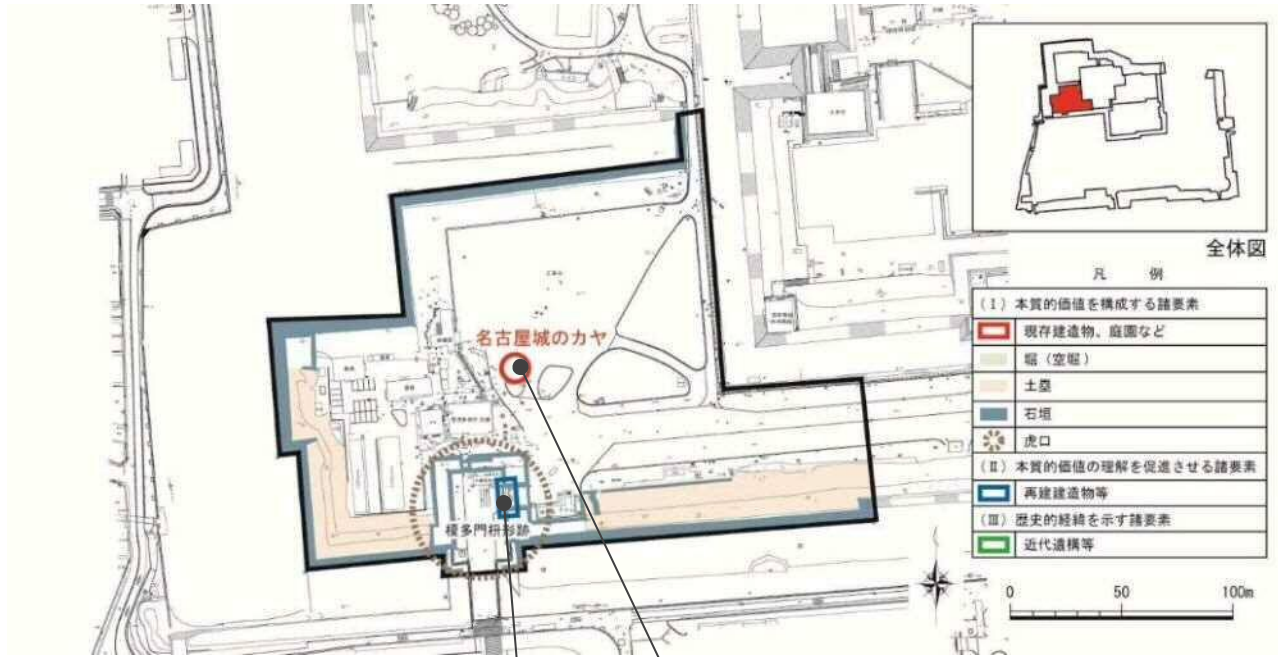 全体図
凡 例
(Ⅰ) 本質的価値を構成する諸要素
現存建造物、庭園など
堀(空堀)
土塁
石垣
虎口
(Ⅱ) 本質的価値の理解を促進させる諸要素
再建建造物等
(Ⅲ) 歴史的経緯を示す諸要素
近代遺構等
0 50 100m
名古屋城のカヤ
榎多門枡形跡